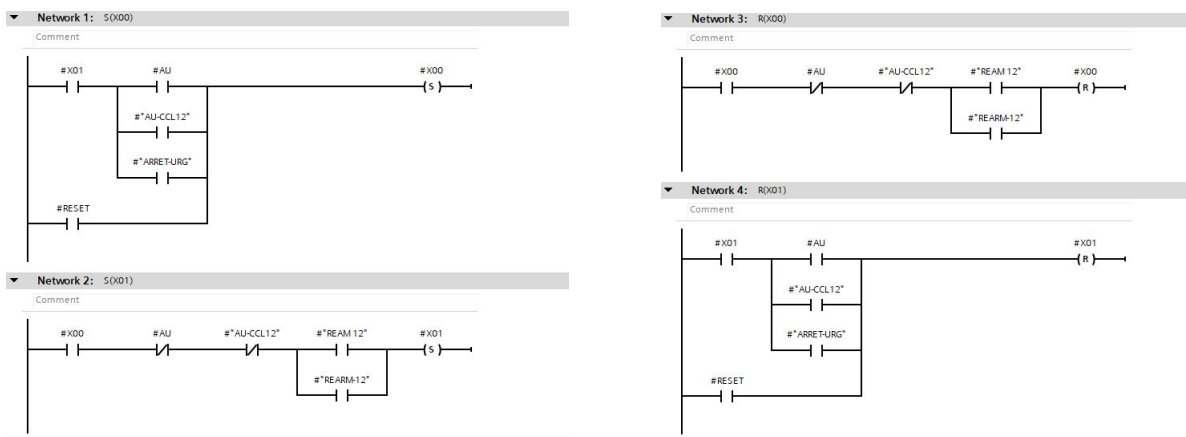 Network 1: S(X00)
Comment
#X01 #AU #X00
S
#"AU-CCL12"
#"ARRET-URG"
#RESET
Network 2: S(X01)
Comment
#X00 #AU #"AU-CCL12" #"REAM 12" #X01
S
#"REARM-12"
Network 3: R(X00)
Comment
#X00 #AU #"AU-CCL12" #"REAM 12" #X00
R
#"REARM-12"
Network 4: R(X01)
Comment
#X01 #AU #X01
R
#"AU-CCL12"
#"ARRET-URG"
#RESET